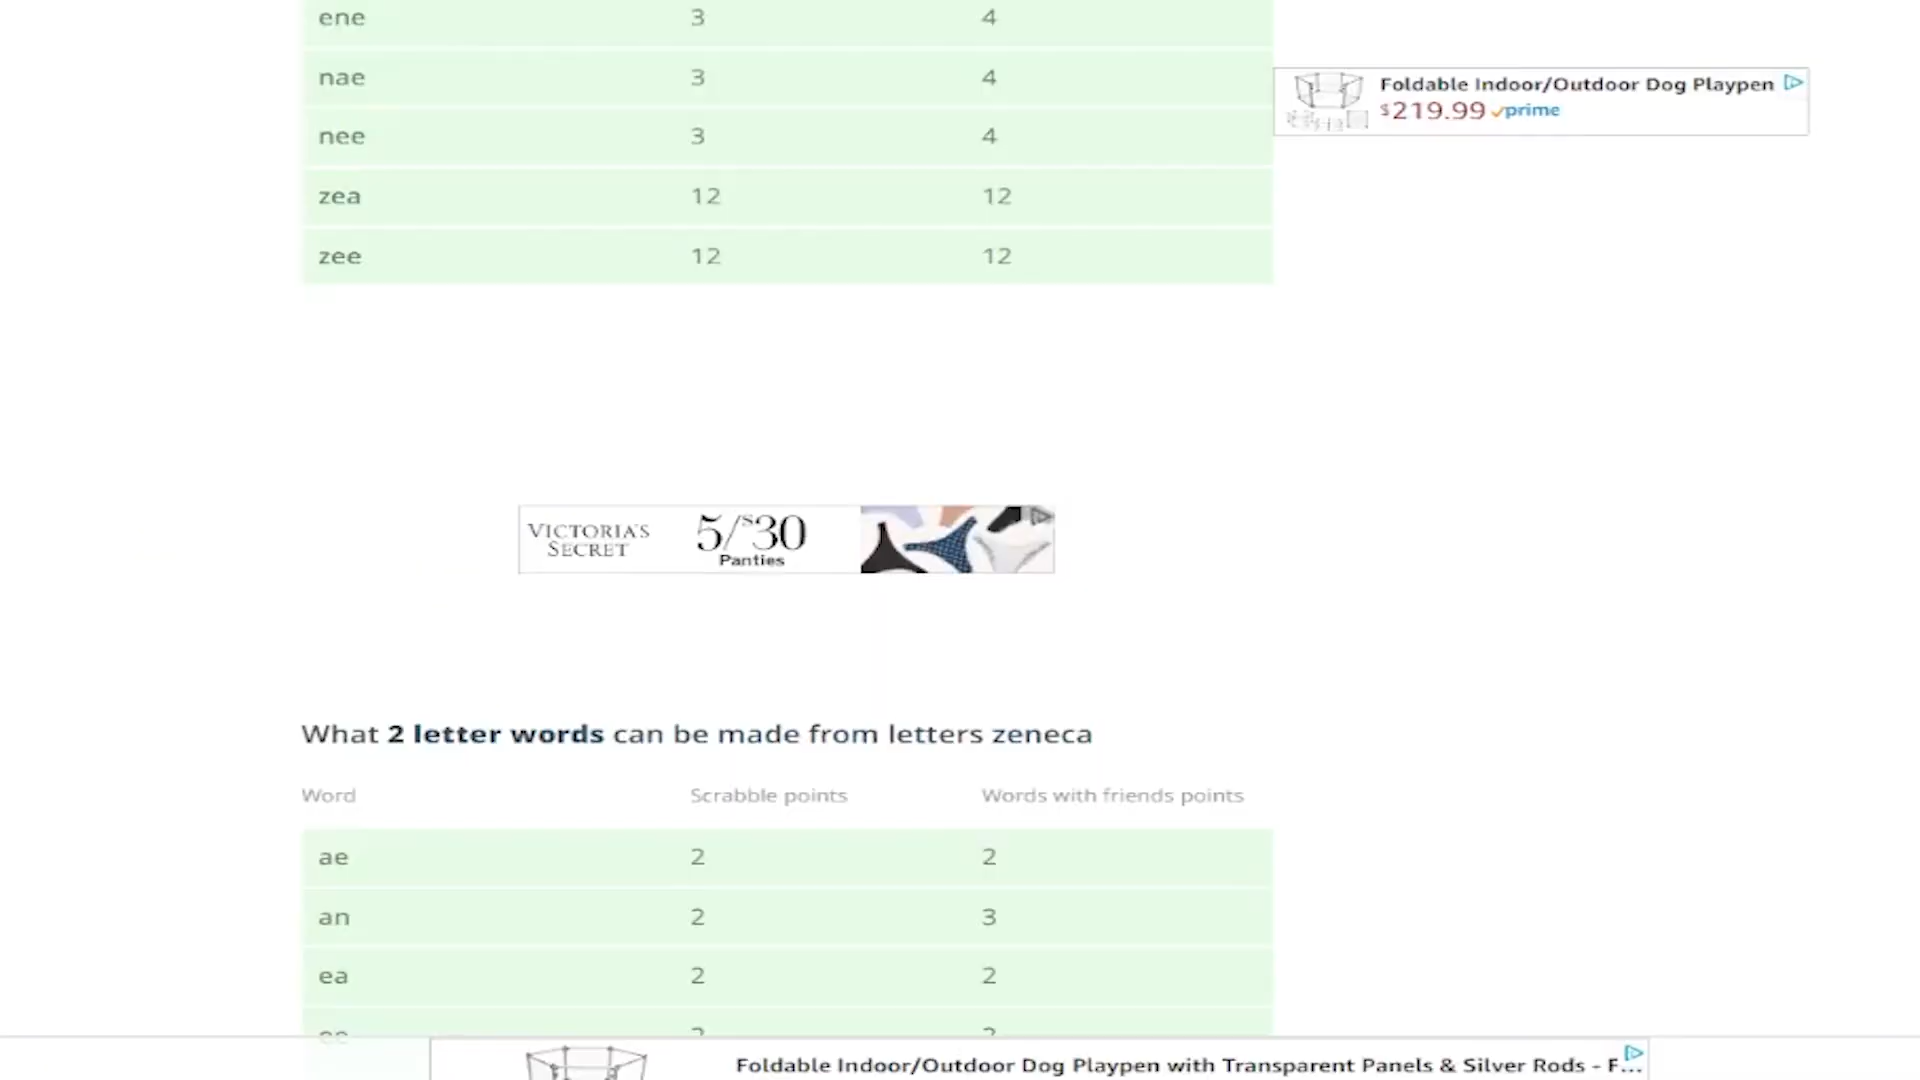 ene 3 4
nae 3 4
Foldable Indoor/Outdoor Dog Playpen
$219.99 prime
nee 3 4
zea 12 12
zee 12 12
VICTORIA'S
SECRET
5/$30
Panties
What 2 letter words can be made from letters zeneca
Word Scrabble points Words with friends points
ae 2 2
an 2 3
ea 2 2
Foldable Indoor/Outdoor Dog Playpen with Transparent Panels & Silver Rods - F...